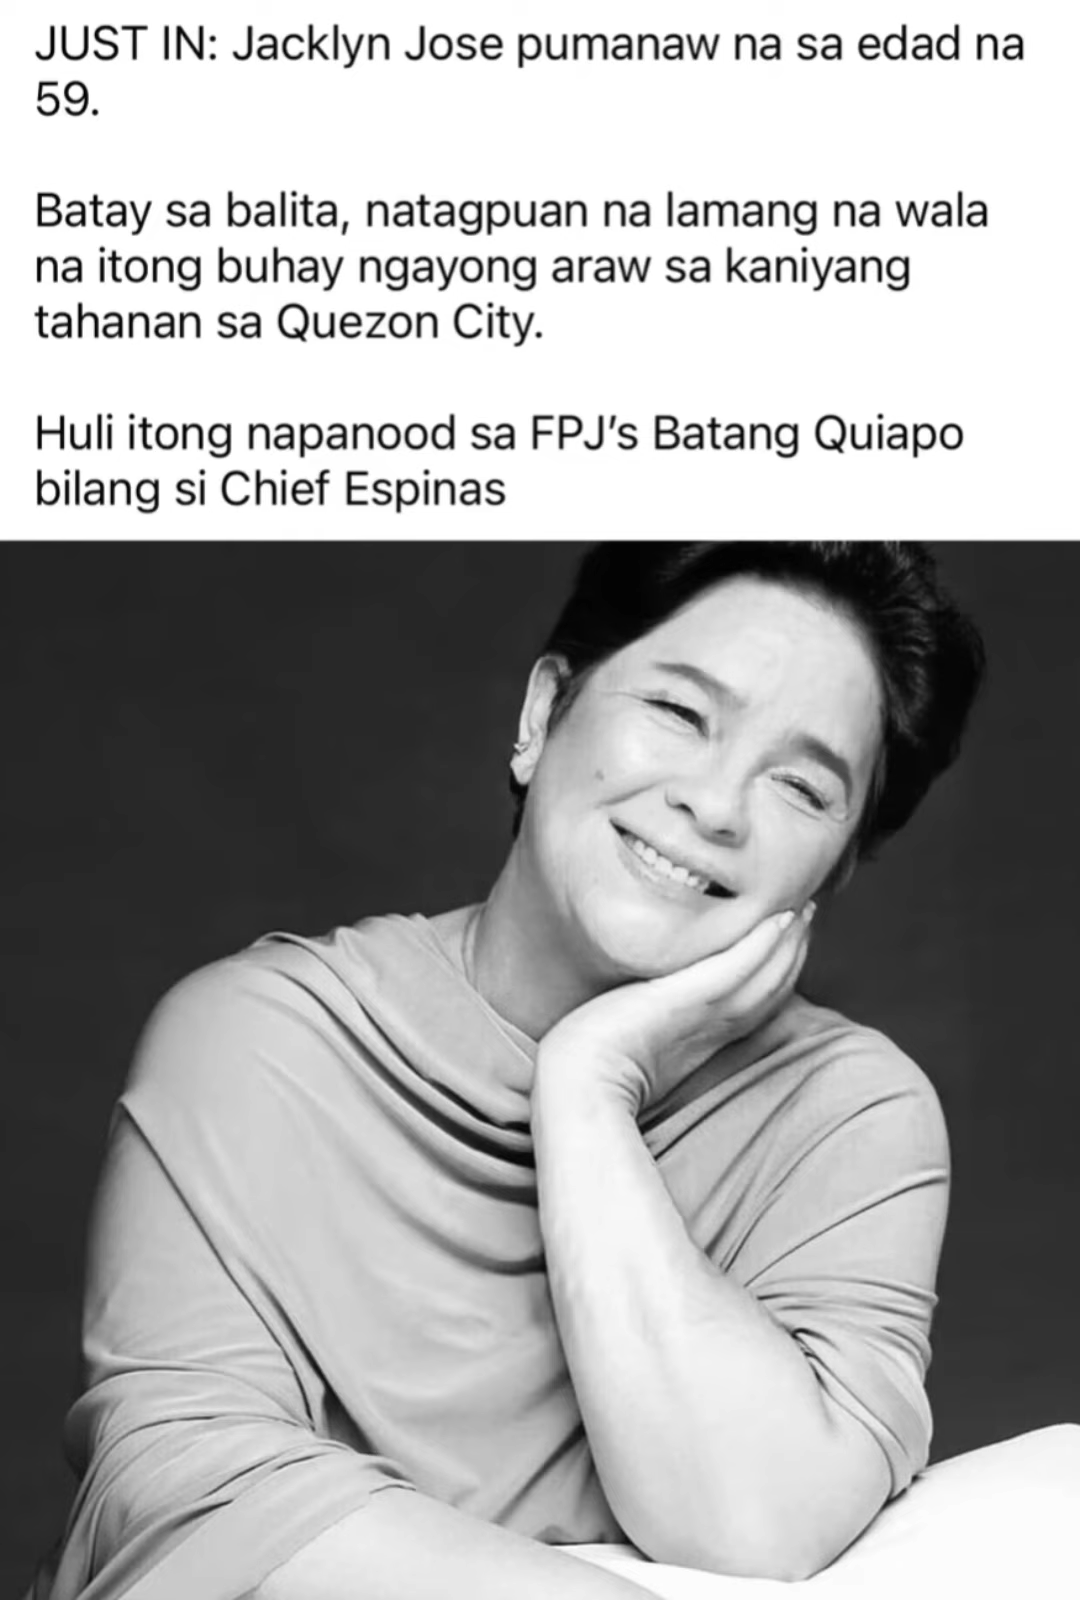 JUST IN: Jacklyn Jose pumanaw na sa edad na
59.
Batay sa balita, natagpuan na lamang na wala
na itong buhay ngayong araw sa kaniyang
tahanan sa Quezon City.
Huli itong napanood sa FPJ’s Batang Quiapo
bilang si Chief Espinas